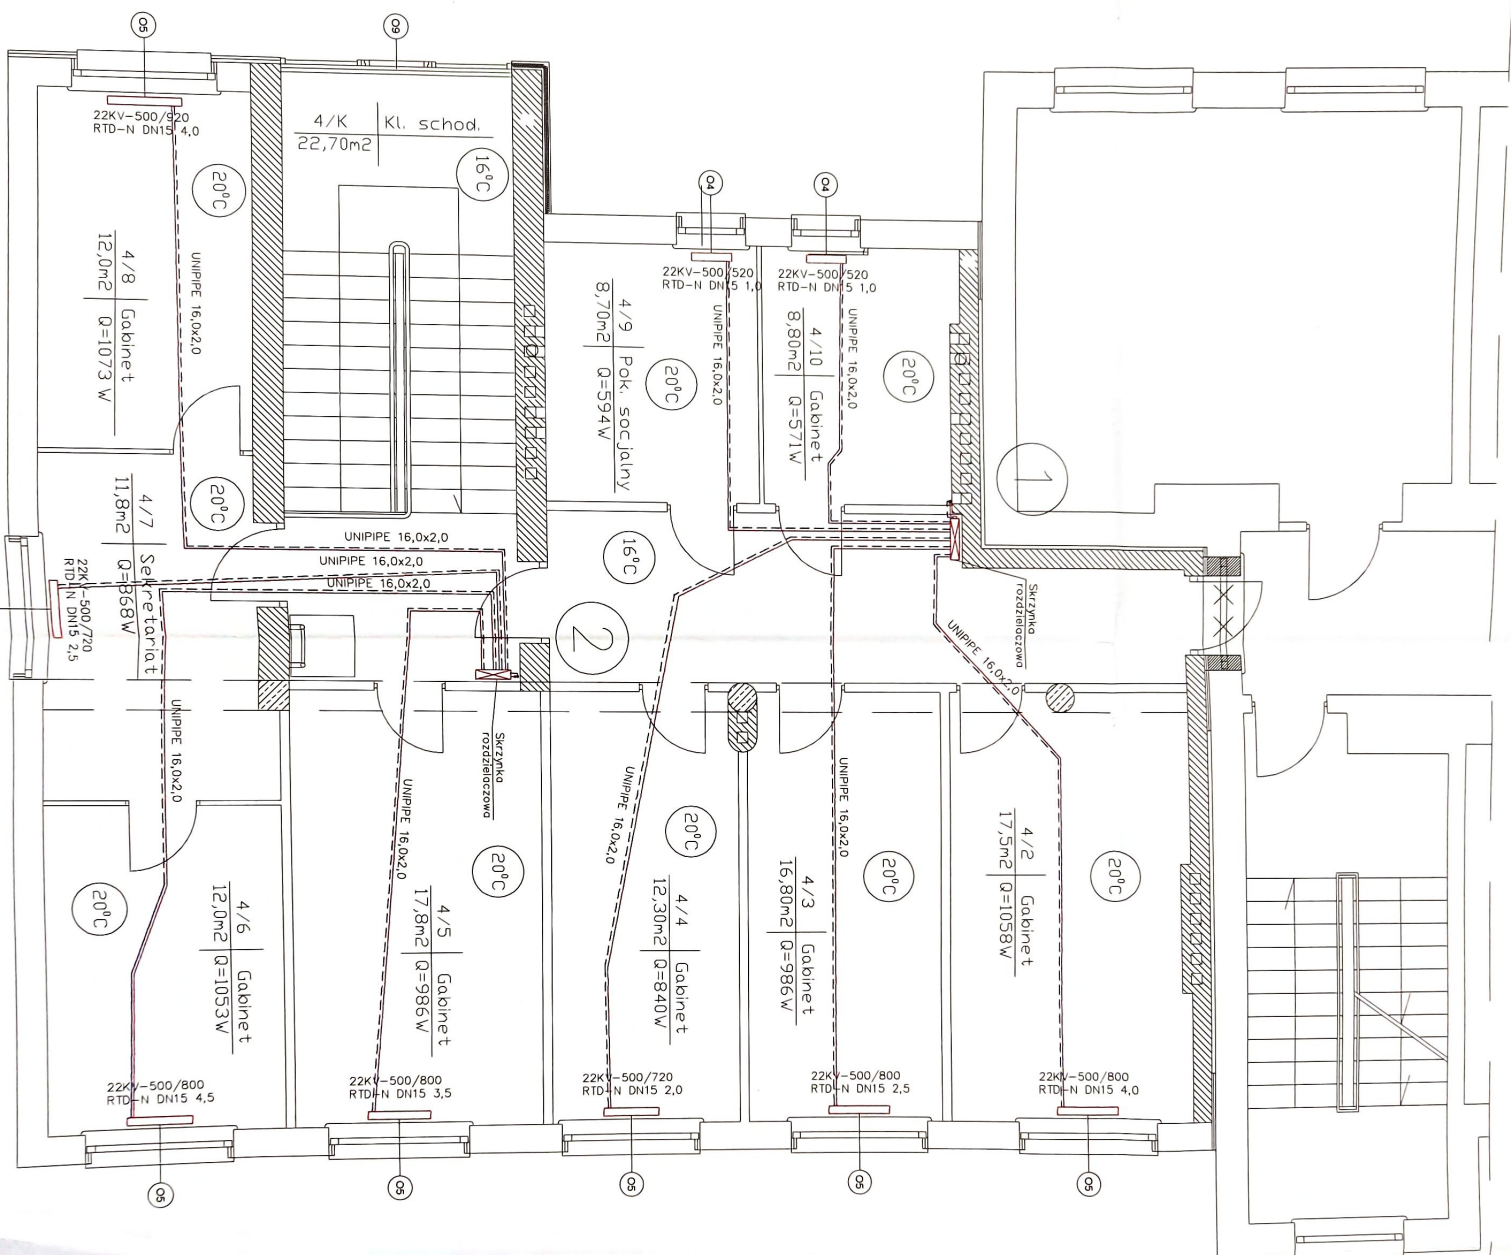 O5
O9
22KV-500/920
RTD-N DN15 4,0
4/K Kl. schod.
22,70m2
16°C
20°C
O4
O4
UNIPIPE 16,0x2,0
4/8 Gabinet
12,0m2 Q=1073 W
22KV-500/520
RTD-N DN15 1,0
22KV-500/520
RTD-N DN15 1,0
UNIPIPE 16,0x2,0
UNIPIPE 16,0x2,0
4/9 Pok. socjalny
8,70m2 Q=594W
20°C
4/10 Gabinet
8,80m2 Q=571W
20°C
1
4/7 Sekretariat
11,8m2 Q=868W
20°C
22KV-500/720
RTD-N DN15 2,5
UNIPIPE 16,0x2,0
UNIPIPE 16,0x2,0
UNIPIPE 16,0x2,0
16°C
2
Skrzynka
rozdzielaczowa
UNIPIPE 16,0x2,0
UNIPIPE 16,0x2,0
Skrzynka
rozdzielaczowa
UNIPIPE 16,0x2,0
UNIPIPE 16,0x2,0
UNIPIPE 16,0x2,0
20°C
4/6 Gabinet
12,0m2 Q=1053W
20°C
4/5 Gabinet
17,8m2 Q=986W
20°C
4/4 Gabinet
12,30m2 Q=840W
20°C
4/3 Gabinet
16,80m2 Q=986W
4/2 Gabinet
17,5m2 Q=1058W
20°C
22KV-500/800
RTD-N DN15 4,5
22KV-500/800
RTD-N DN15 3,5
22KV-500/720
RTD-N DN15 2,0
22KV-500/800
RTD-N DN15 2,5
22KV-500/800
RTD-N DN15 4,0
O5
O5
O5
O5
O5